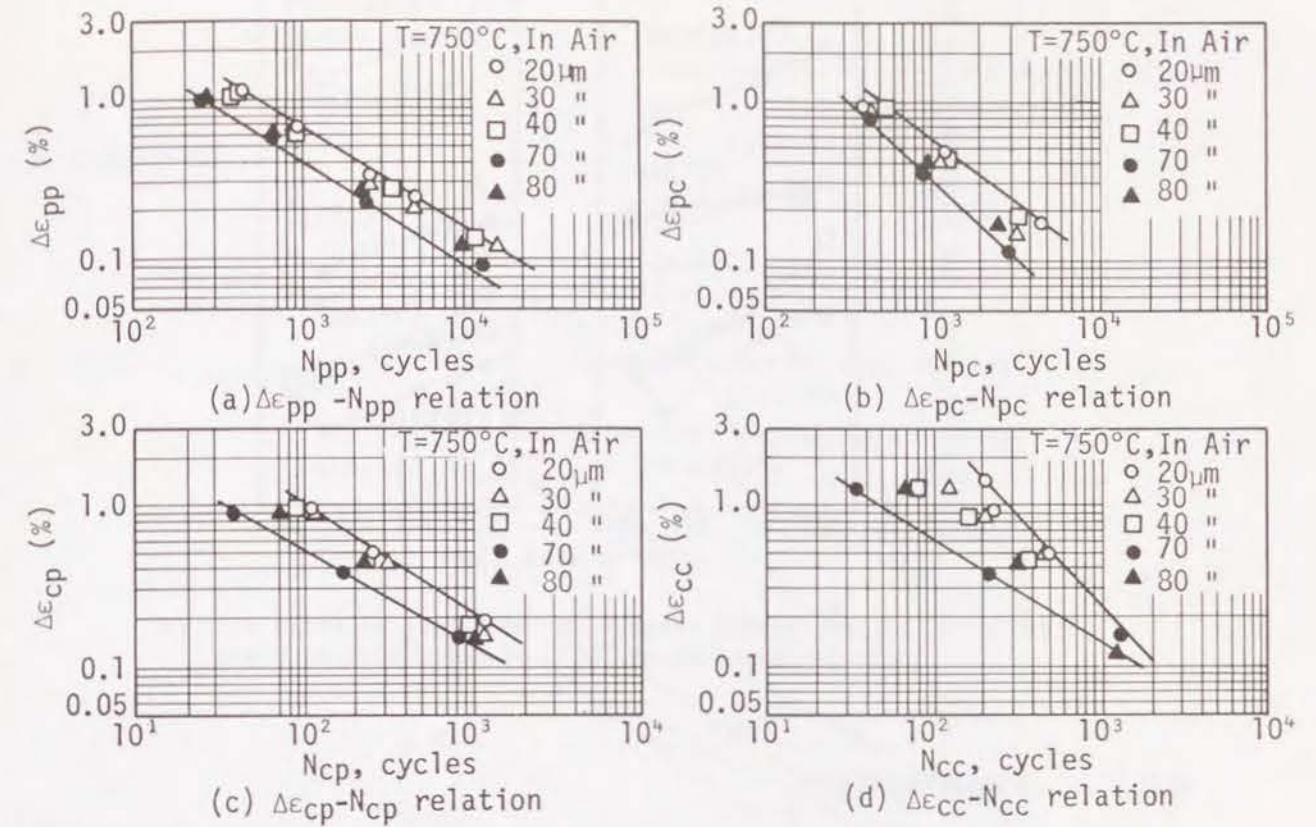 3.0
1.0
0.1
0.05
Δεpp (%)
T=750°C, In Air
○ 20μm
△ 30 "
□ 40 "
● 70 "
▲ 80 "
10² 10³ 10⁴ 10⁵
Npp, cycles
(a) Δεpp -Npp relation
3.0
1.0
0.1
0.05
Δεpc (%)
T=750°C, In Air
○ 20μm
△ 30 "
□ 40 "
● 70 "
▲ 80 "
10² 10³ 10⁴ 10⁵
Npc, cycles
(b) Δεpc-Npc relation
3.0
1.0
0.1
0.05
Δεcp (%)
T=750°C, In Air
○ 20μm
△ 30 "
□ 40 "
● 70 "
▲ 80 "
10¹ 10² 10³ 10⁴
Ncp, cycles
(c) Δεcp-Ncp relation
3.0
1.0
0.1
0.05
Δεcc (%)
T=750°C, In Air
○ 20μm
△ 30 "
□ 40 "
● 70 "
▲ 80 "
10¹ 10² 10³ 10⁴
Ncc, cycles
(d) Δεcc-Ncc relation